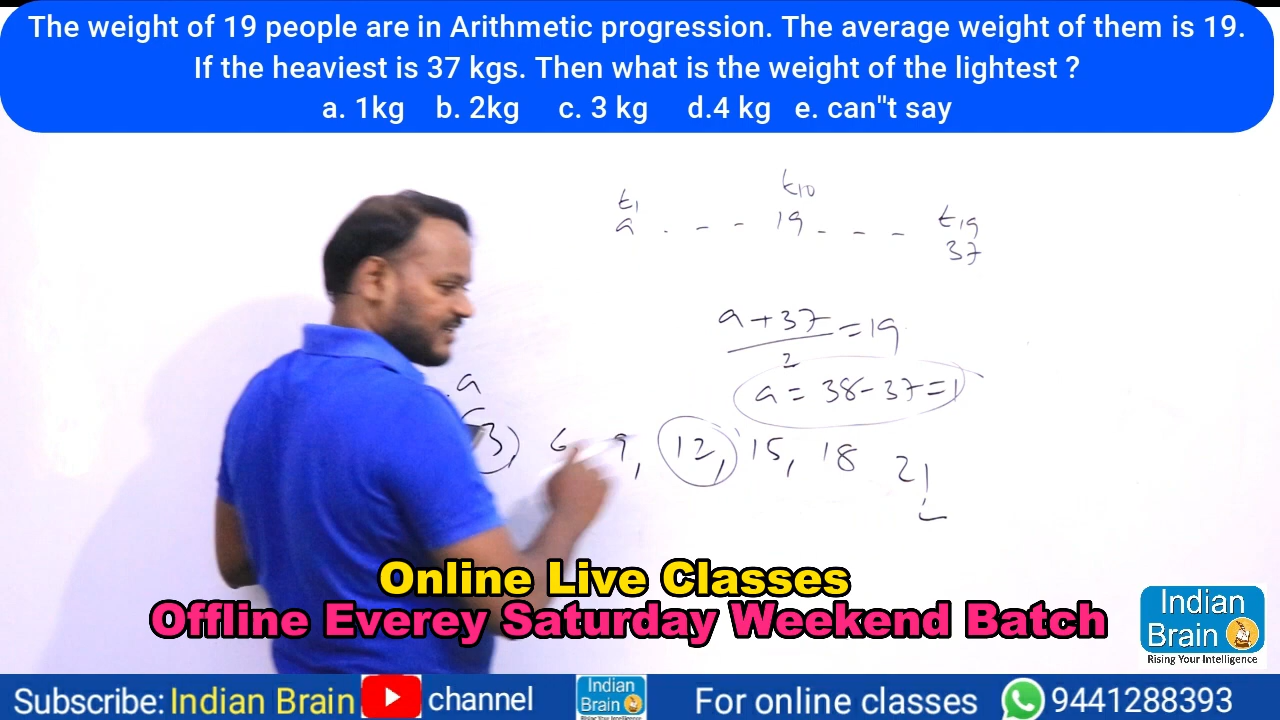 The weight of 19 people are in Arithmetic progression. The average weight of them is 19.
If the heaviest is 37 kgs. Then what is the weight of the lightest ?
a. 1kg b. 2kg c. 3 kg d.4 kg e. can"t say
t1 t10 t19
a . - - 19 - - - 37
a + 37 / 2 = 19
a = 38 - 37 = 1
a
3, 6 9, 12, 15, 18 21
Online Live Classes
Offline Everey Saturday Weekend Batch
Indian
Brain
Rising Your Intelligence
Subscribe: Indian Brain channel
Indian
Brain
For online classes 9441288393